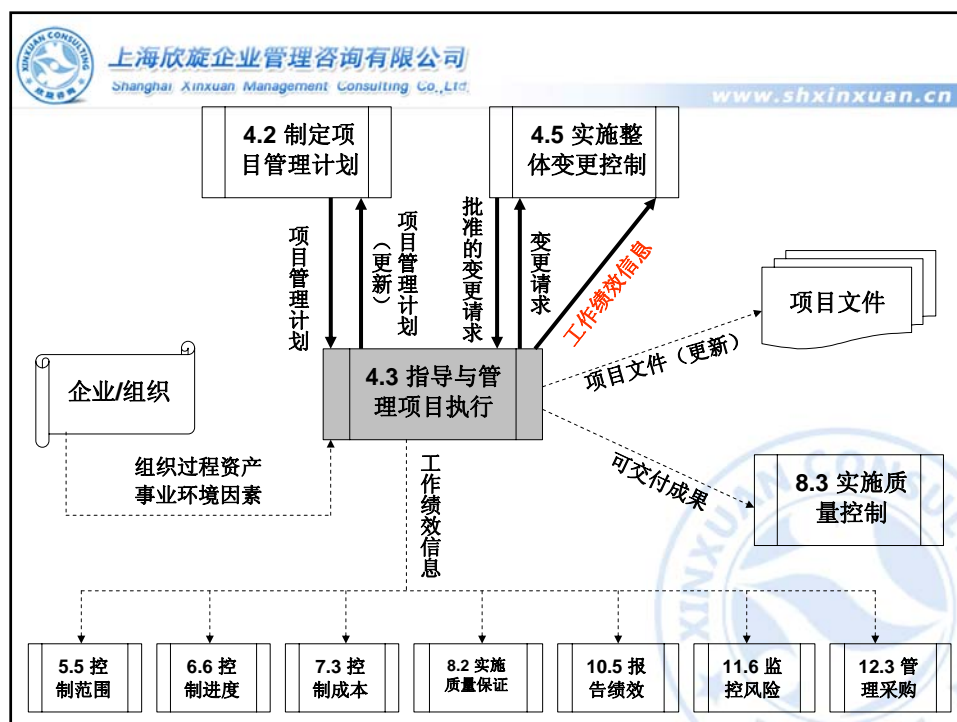 XINXUAN CONSULTING
欣旋咨询
上海欣旋企业管理咨询有限公司
Shanghai Xinxuan Management Consulting Co.,Ltd.
www.shxinxuan.cn
4.2 制定项
目管理计划
4.5 实施整
体变更控制
项目管理计划
项目管理计划
（更新）
批准的变更请求
变更请求
工作绩效信息
项目文件
项目文件（更新）
企业/组织
4.3 指导与管
理项目执行
组织过程资产
事业环境因素
工作绩效信息
可交付成果
8.3 实施质
量控制
XINXUAN CONSULTING
5.5 控
制范围
6.6 控
制进度
7.3 控
制成本
8.2 实施
质量保证
10.5 报
告绩效
11.6 监
控风险
12.3 管
理采购